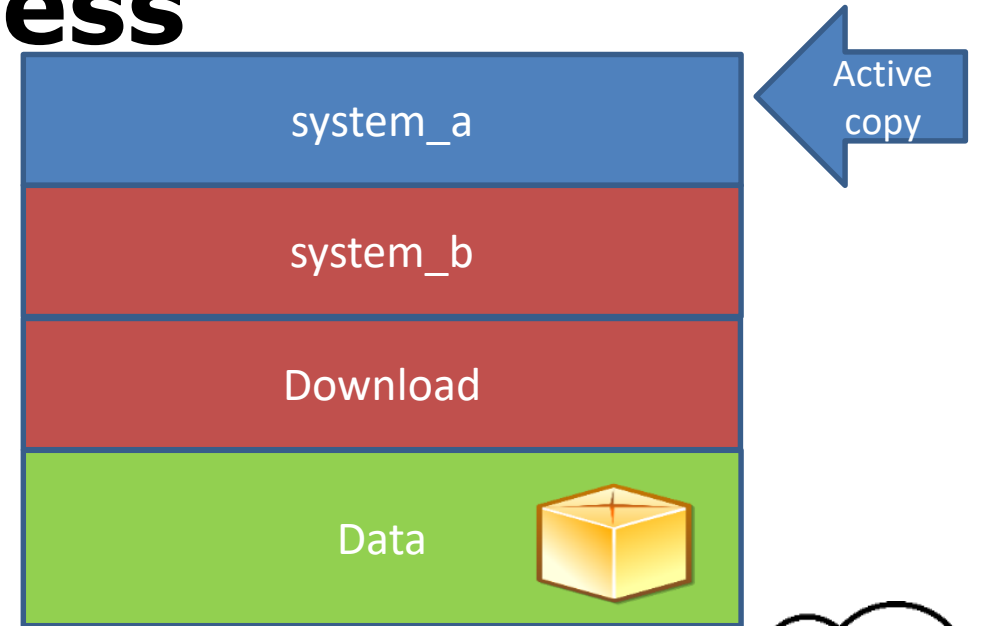 ess
system_a
Active
copy
system_b
Download
Data